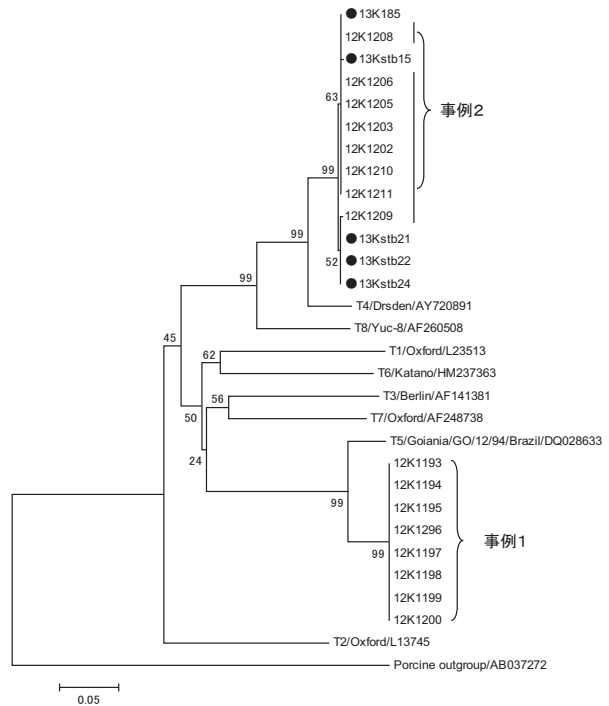 13K185
12K1208
13Kstb15
12K1206
63
12K1205
事例2
12K1203
12K1202
99
12K1210
12K1211
12K1209
99
13Kstb21
52
13Kstb22
99
13Kstb24
T4/Drsden/AY720891
T8/Yuc-8/AF260508
45
T1/Oxford/L23513
62
T6/Katano/HM237363
T3/Berlin/AF141381
56
50
T7/Oxford/AF248738
T5/Goiania/GO/12/94/Brazil/DQ028633
24
12K1193
12K1194
99
12K1195
12K1296
事例1
99
12K1197
12K1198
12K1199
12K1200
T2/Oxford/L13745
Porcine outgroup/AB037272
0.05